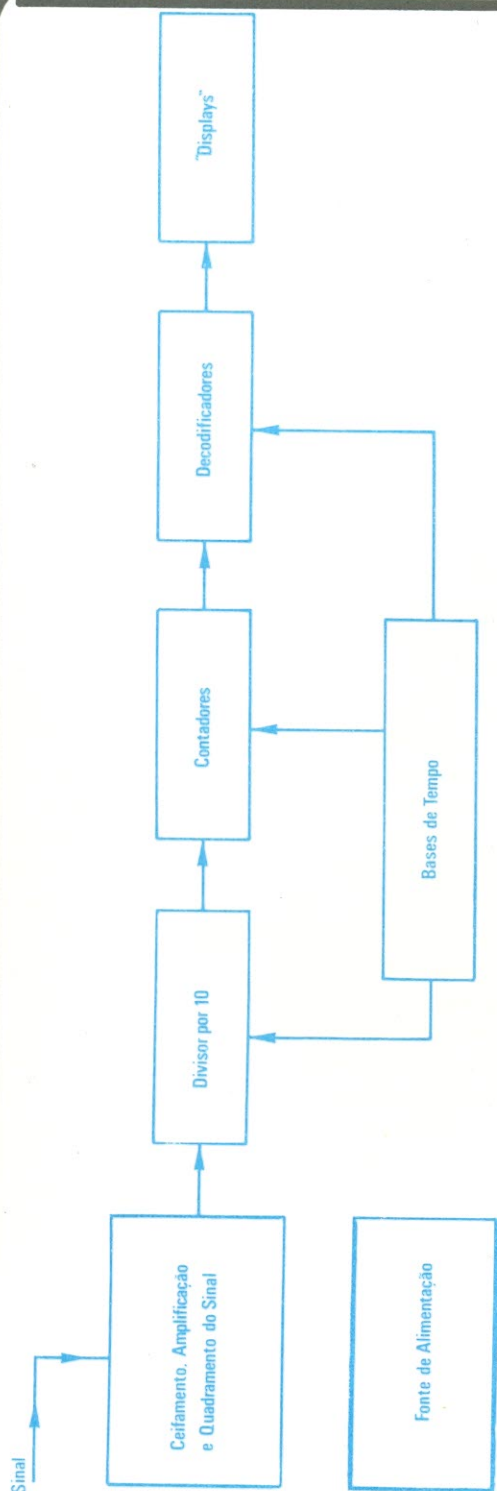 Sinal
Ceifamento. Amplificação
e Quadramento do Sinal
Divisor por 10
Contadores
Decodificadores
"Displays"
Fonte de Alimentação
Bases de Tempo